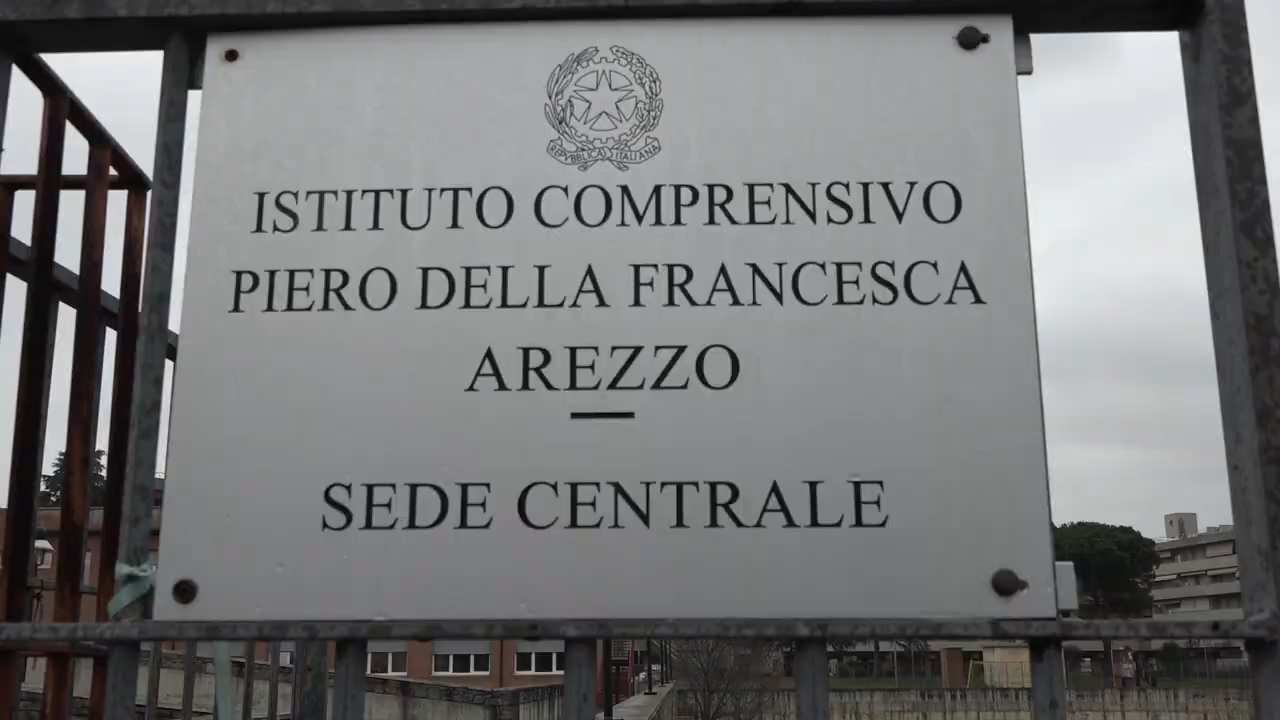 REPVBBLICA ITALIANA
ISTITUTO COMPRENSIVO
PIERO DELLA FRANCESCA
AREZZO
SEDE CENTRALE